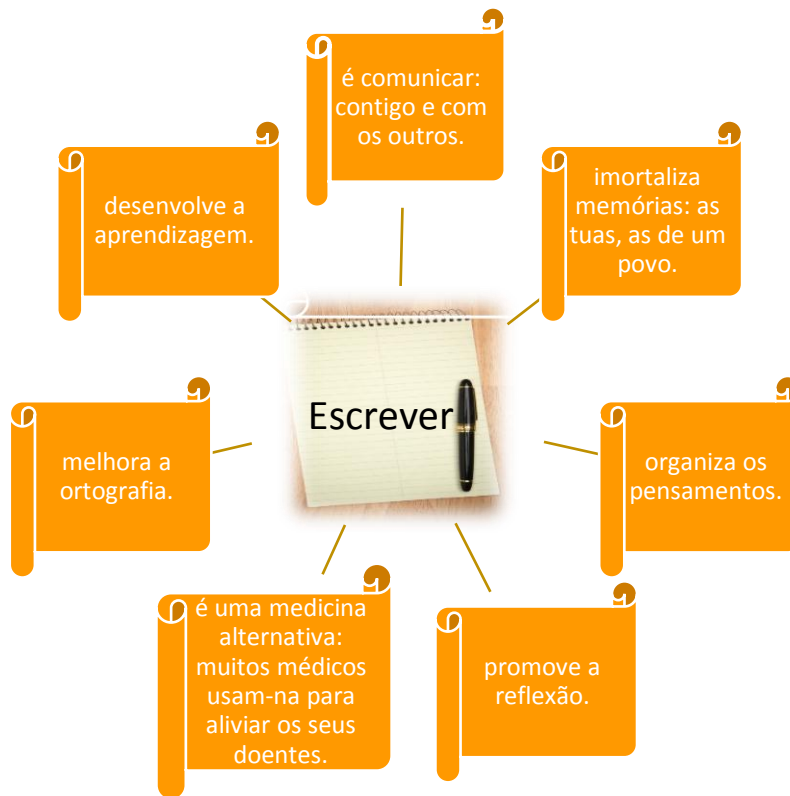 é comunicar:
contigo e com
os outros.
imortaliza
memórias: as
tuas, as de um
povo.
organiza os
pensamentos.
promove a
reflexão.
é uma medicina
alternativa:
muitos médicos
usam-na para
aliviar os seus
doentes.
melhora a
ortografia.
desenvolve a
aprendizagem.
Escrever